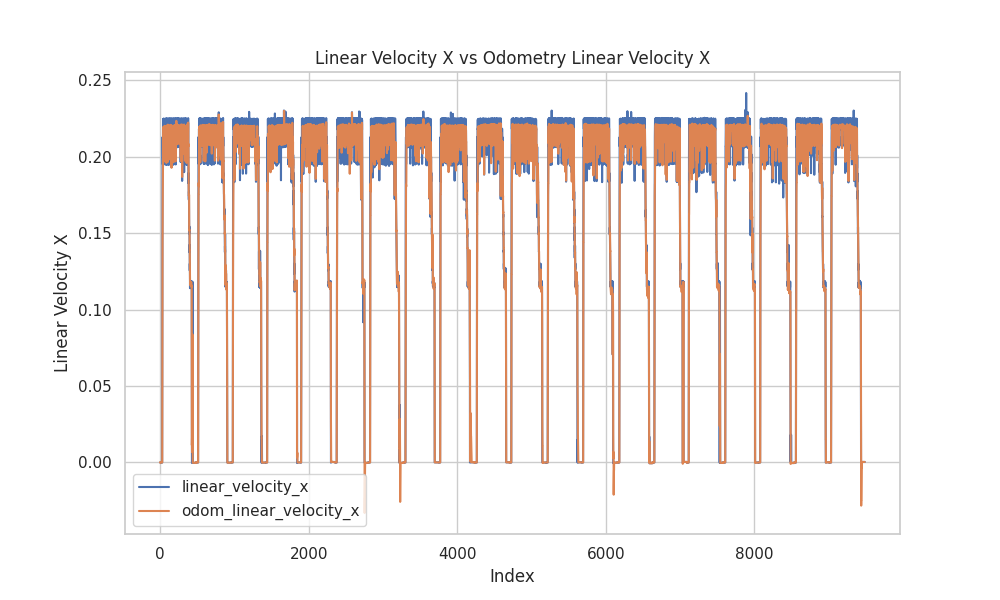 Linear Velocity X vs Odometry Linear Velocity X
0.25
0.20
0.15
0.10
0.05
0.00
Linear Velocity X
linear_velocity_x
odom_linear_velocity_x
0 2000 4000 6000 8000
Index